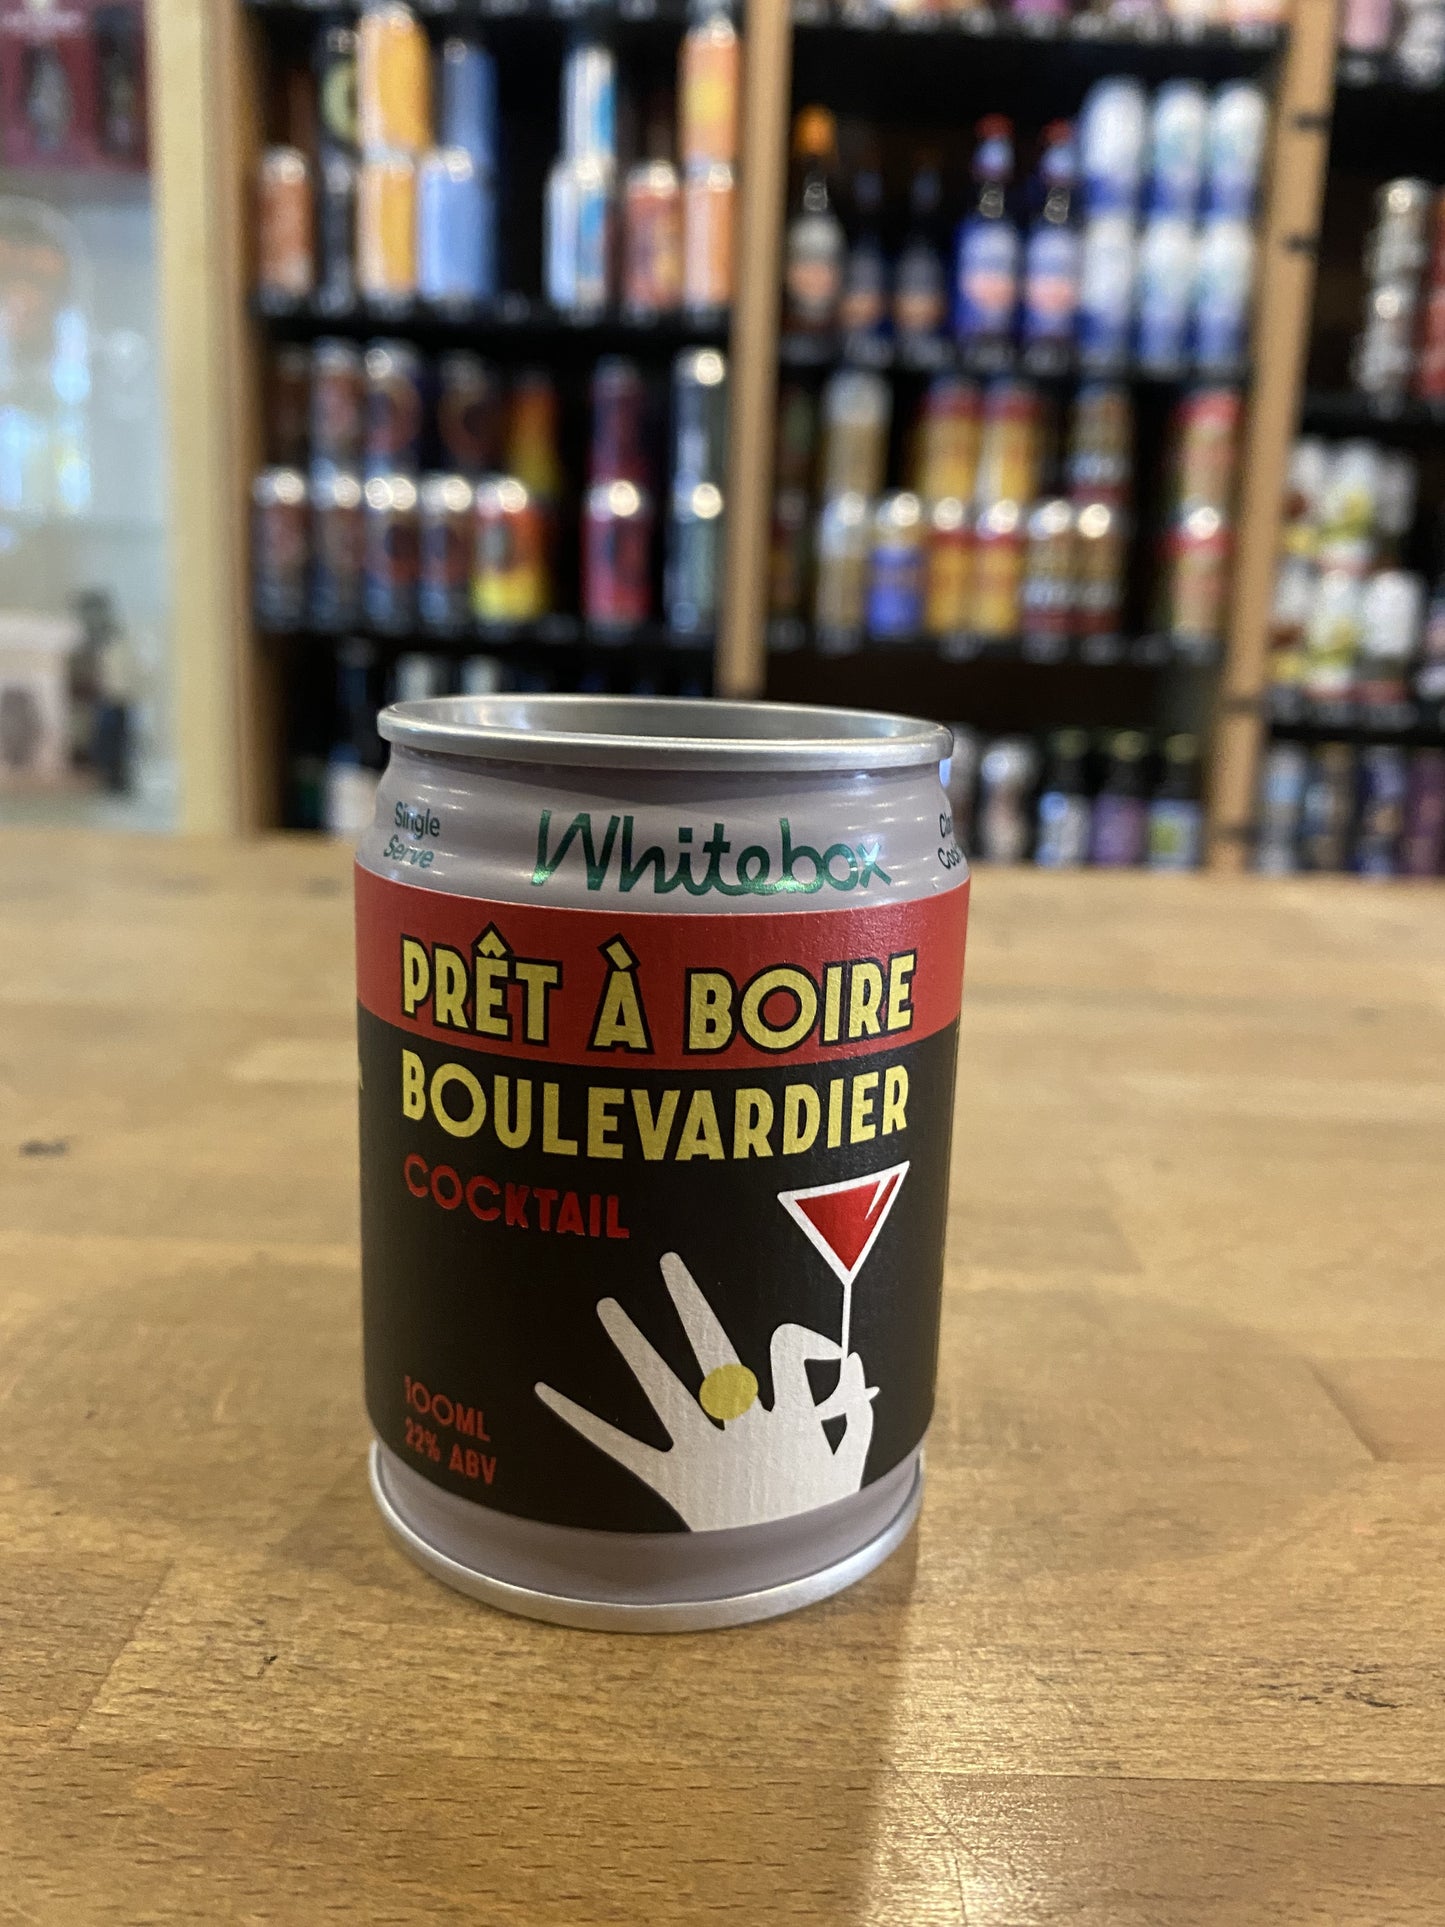 Single
Serve
Whitebox
PRÊT À BOIRE
BOULEVARDIER
COCKTAIL
100ML
22% ABV